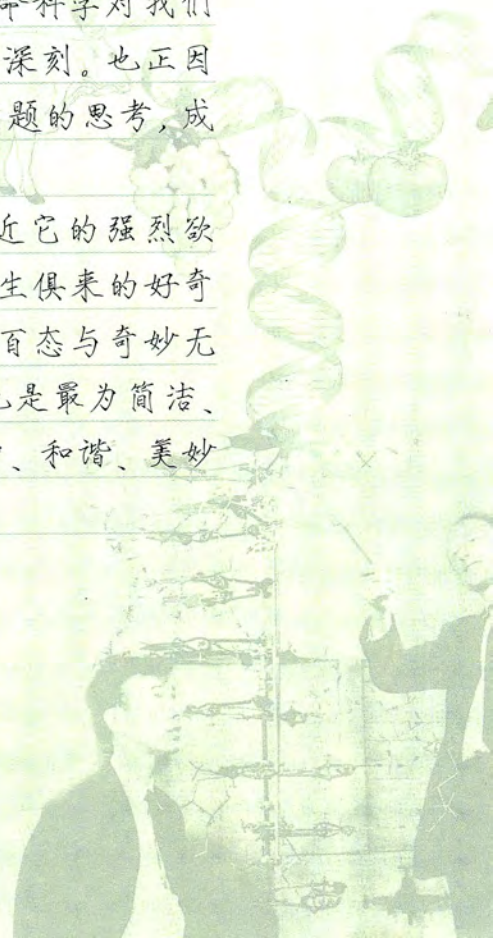 命科学对我们
深刻。也正因
题的思考,成
近它的强烈欲
生俱来的好奇
百态与奇妙无
也是最为简洁、
、和谐、美妙